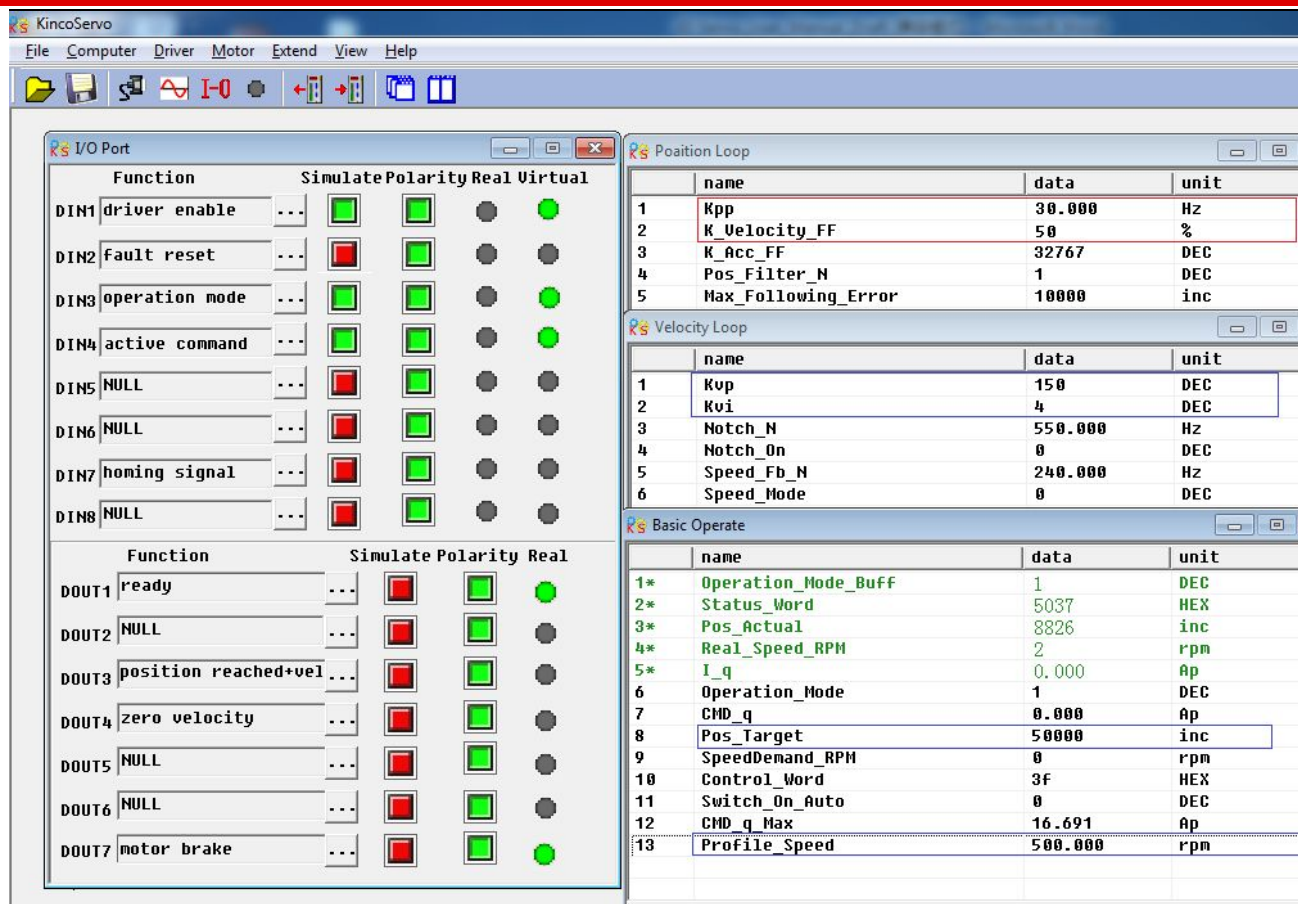 KincoServo
File Computer Driver Motor Extend View Help
I-O
I/O Port
Function Simulate Polarity Real Virtual
DIN1 driver enable ...
DIN2 fault reset ...
DIN3 operation mode ...
DIN4 active command ...
DIN5 NULL ...
DIN6 NULL ...
DIN7 homing signal ...
DIN8 NULL ...
Function Simulate Polarity Real
DOUT1 ready ...
DOUT2 NULL ...
DOUT3 position reached+vel ...
DOUT4 zero velocity ...
DOUT5 NULL ...
DOUT6 NULL ...
DOUT7 motor brake ...
Poaition Loop
name data unit
1 Kpp 30.000 Hz
2 K_Velocity_FF 50 %
3 K_Acc_FF 32767 DEC
4 Pos_Filter_N 1 DEC
5 Max_Following_Error 10000 inc
Velocity Loop
name data unit
1 Kvp 150 DEC
2 Kvi 4 DEC
3 Notch_N 550.000 Hz
4 Notch_On 0 DEC
5 Speed_Fb_N 240.000 Hz
6 Speed_Mode 0 DEC
Basic Operate
name data unit
1* Operation_Mode_Buff 1 DEC
2* Status_Word 5037 HEX
3* Pos_Actual 8826 inc
4* Real_Speed_RPM 2 rpm
5* I_q 0.000 Ap
6 Operation_Mode 1 DEC
7 CMD_q 0.000 Ap
8 Pos_Target 50000 inc
9 SpeedDemand_RPM 0 rpm
10 Control_Word 3f HEX
11 Switch_On_Auto 0 DEC
12 CMD_q_Max 16.691 Ap
13 Profile_Speed 500.000 rpm